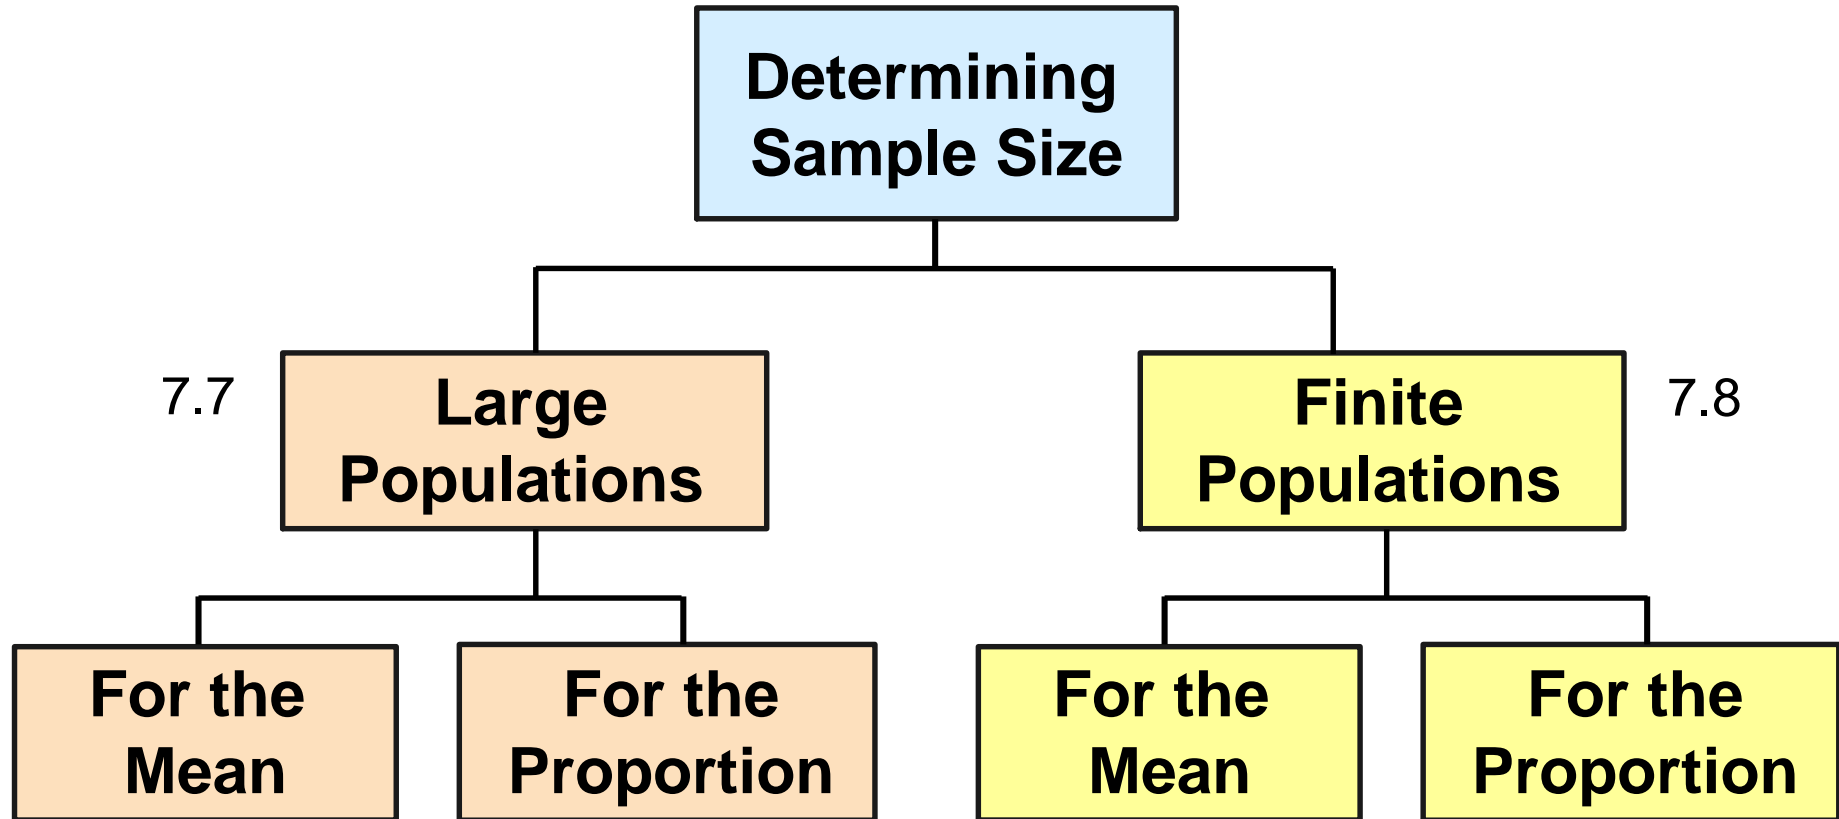 Determining
Sample Size
7.7
Large
Populations
Finite
Populations
7.8
For the
Mean
For the
Proportion
For the
Mean
For the
Proportion